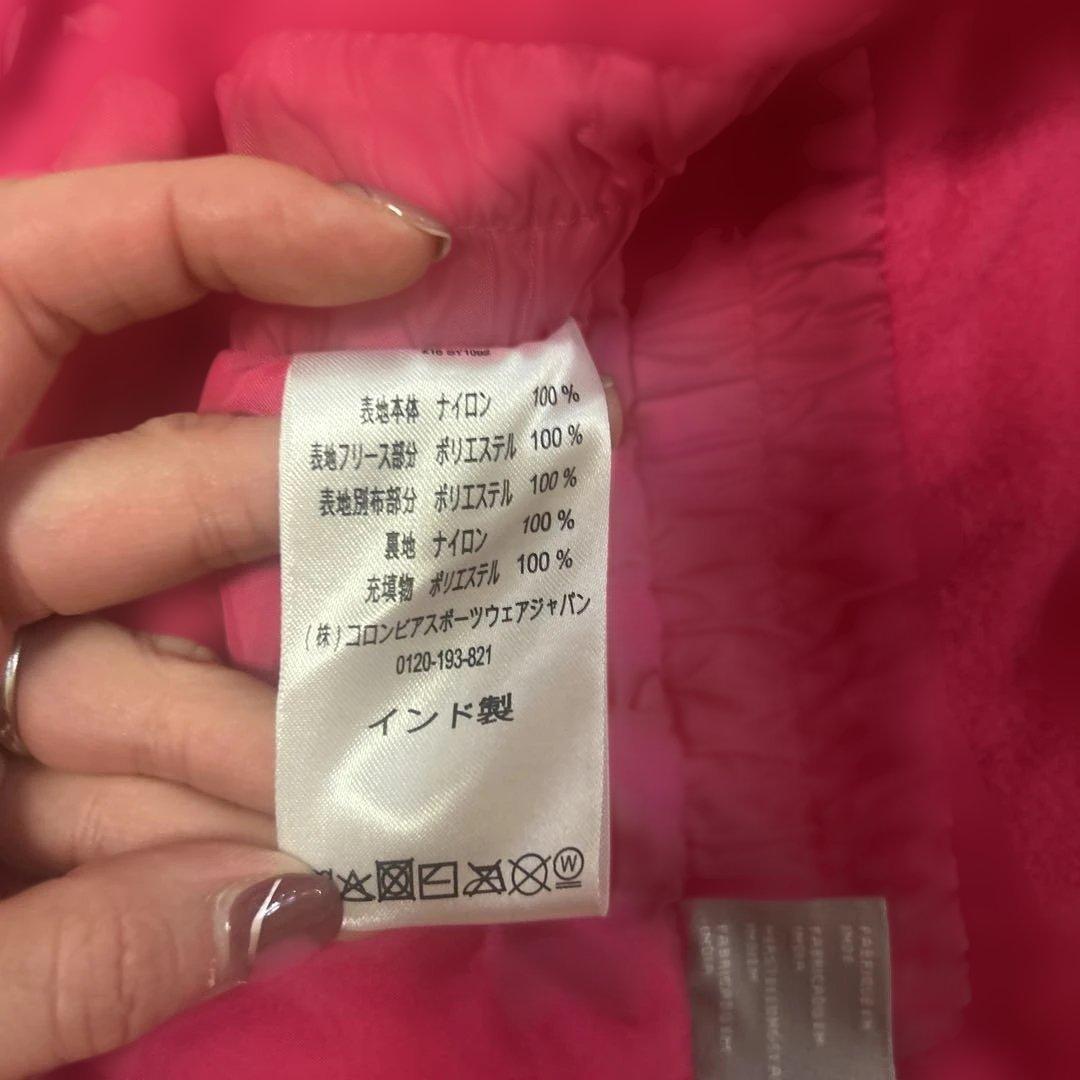 表地本体 ナイロン 100 %
表地フリース部分 ポリエステル 100 %
表地別布部分 ポリエステル 100 %
裏地 ナイロン 100 %
充填物 ポリエステル 100 %
(株)コロンビアスポーツウェアジャパン
0120-193-821
インド製
W